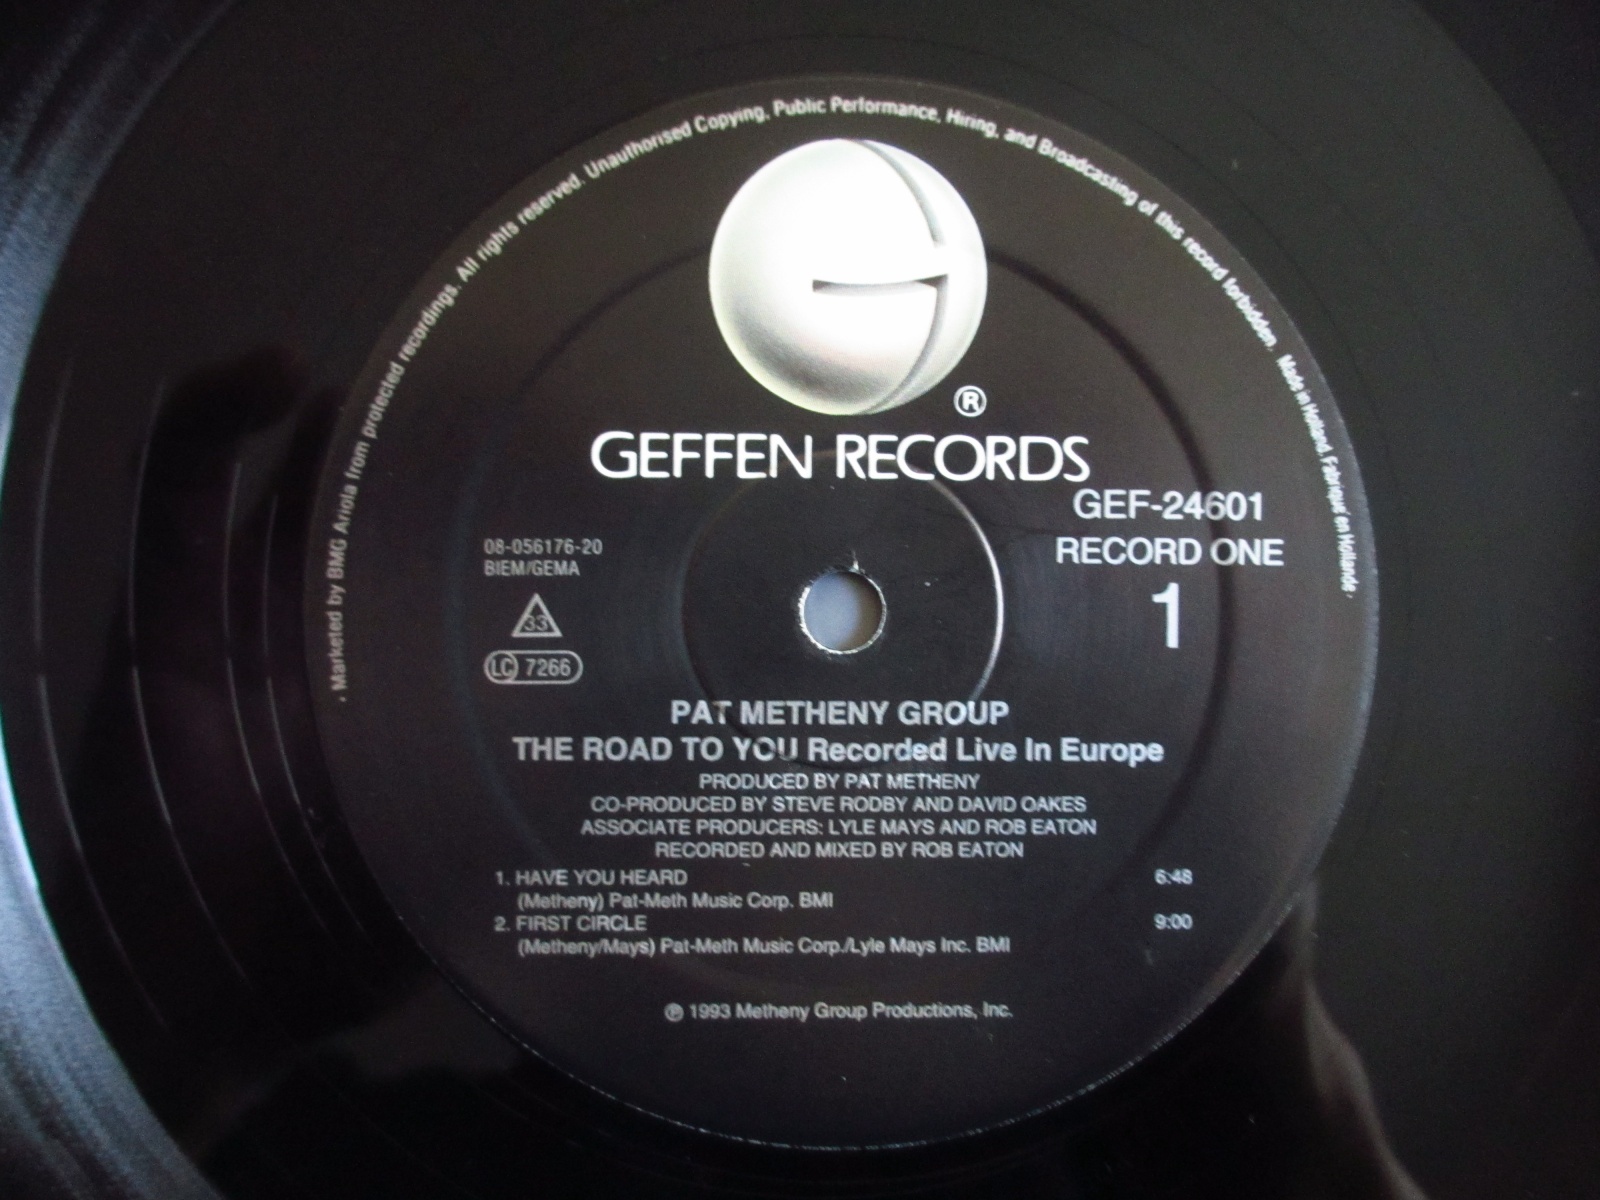 · Marketed by BMG Ariola from protected recordings. All rights reserved. Unauthorised Copying, Public Performance, Hiring, and Broadcasting of this record forbidden. Made in Holland. Fabriqué en Hollande ·
®
GEFFEN RECORDS
GEF-24601
RECORD ONE
1
08-056176-20
BIEM/GEMA
33
LC 7266
PAT METHENY GROUP
THE ROAD TO YOU Recorded Live In Europe
PRODUCED BY PAT METHENY
CO-PRODUCED BY STEVE RODBY AND DAVID OAKES
ASSOCIATE PRODUCERS: LYLE MAYS AND ROB EATON
RECORDED AND MIXED BY ROB EATON
1. HAVE YOU HEARD 6:48
(Metheny) Pat-Meth Music Corp. BMI
2. FIRST CIRCLE 9:00
(Metheny/Mays) Pat-Meth Music Corp./Lyle Mays Inc. BMI
℗ 1993 Metheny Group Productions, Inc.